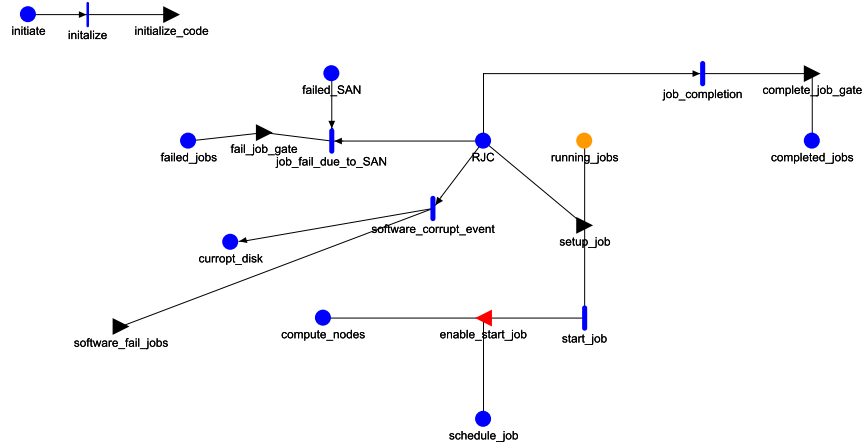 initiate
initalize
initialize_code
failed_SAN
job_completion
complete_job_gate
failed_jobs
fail_job_gate
job_fail_due_to_SAN
RJC
running_jobs
completed_jobs
software_corrupt_event
setup_job
curropt_disk
software_fail_jobs
compute_nodes
enable_start_job
start_job
schedule_job